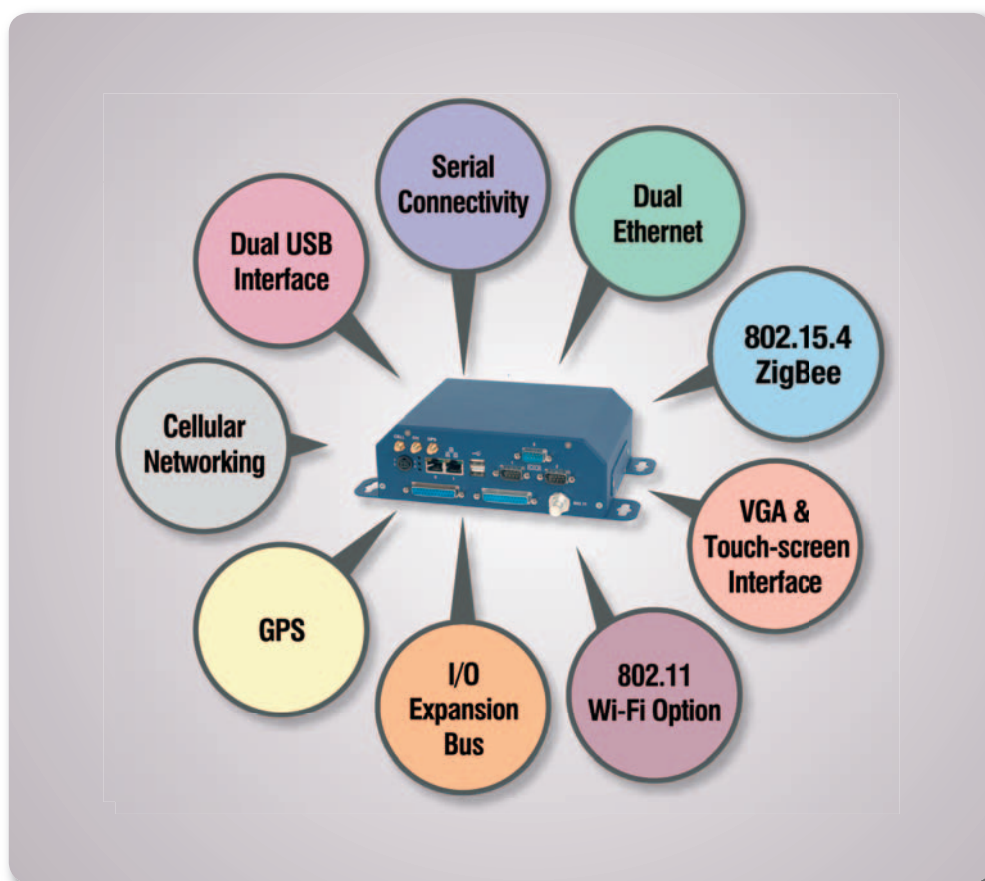 Serial
Connectivity
Dual
Ethernet
Dual USB
Interface
802.15.4
ZigBee
Cellular
Networking
VGA &
Touch-screen
Interface
GPS
I/O
Expansion
Bus
802.11
Wi-Fi Option